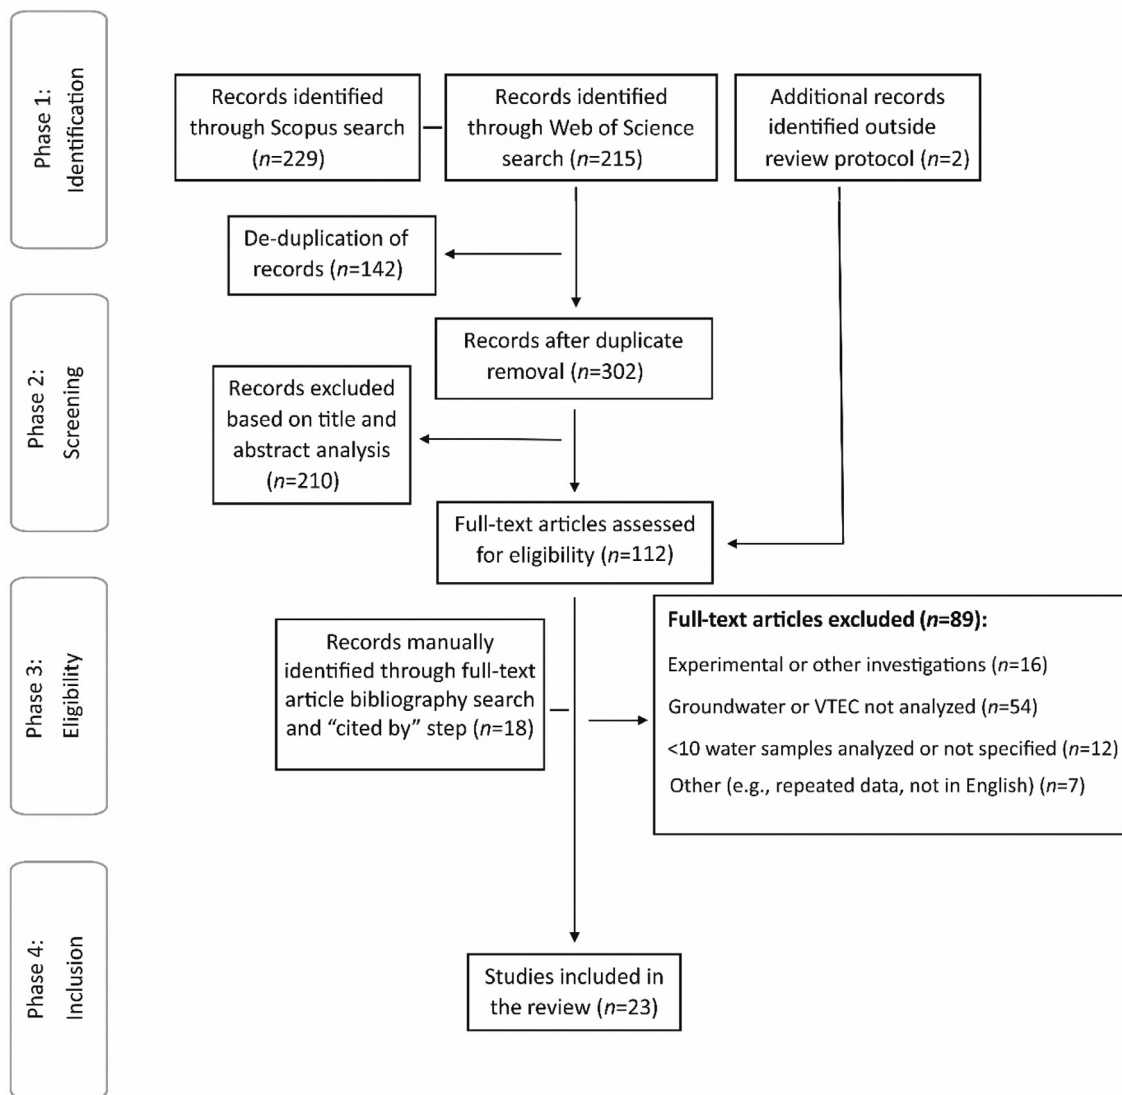 Phase 1:
Identification
Records identified
through Scopus search
(n=229)
Records identified
through Web of Science
search (n=215)
Additional records
identified outside
review protocol (n=2)
De-duplication of
records (n=142)
Phase 2:
Screening
Records after duplicate
removal (n=302)
Records excluded
based on title and
abstract analysis
(n=210)
Full-text articles assessed
for eligibility (n=112)
Phase 3:
Eligibility
Records manually
identified through full-text
article bibliography search
and “cited by” step (n=18)
Full-text articles excluded (n=89):
Experimental or other investigations (n=16)
Groundwater or VTEC not analyzed (n=54)
<10 water samples analyzed or not specified (n=12)
Other (e.g., repeated data, not in English) (n=7)
Phase 4:
Inclusion
Studies included in
the review (n=23)